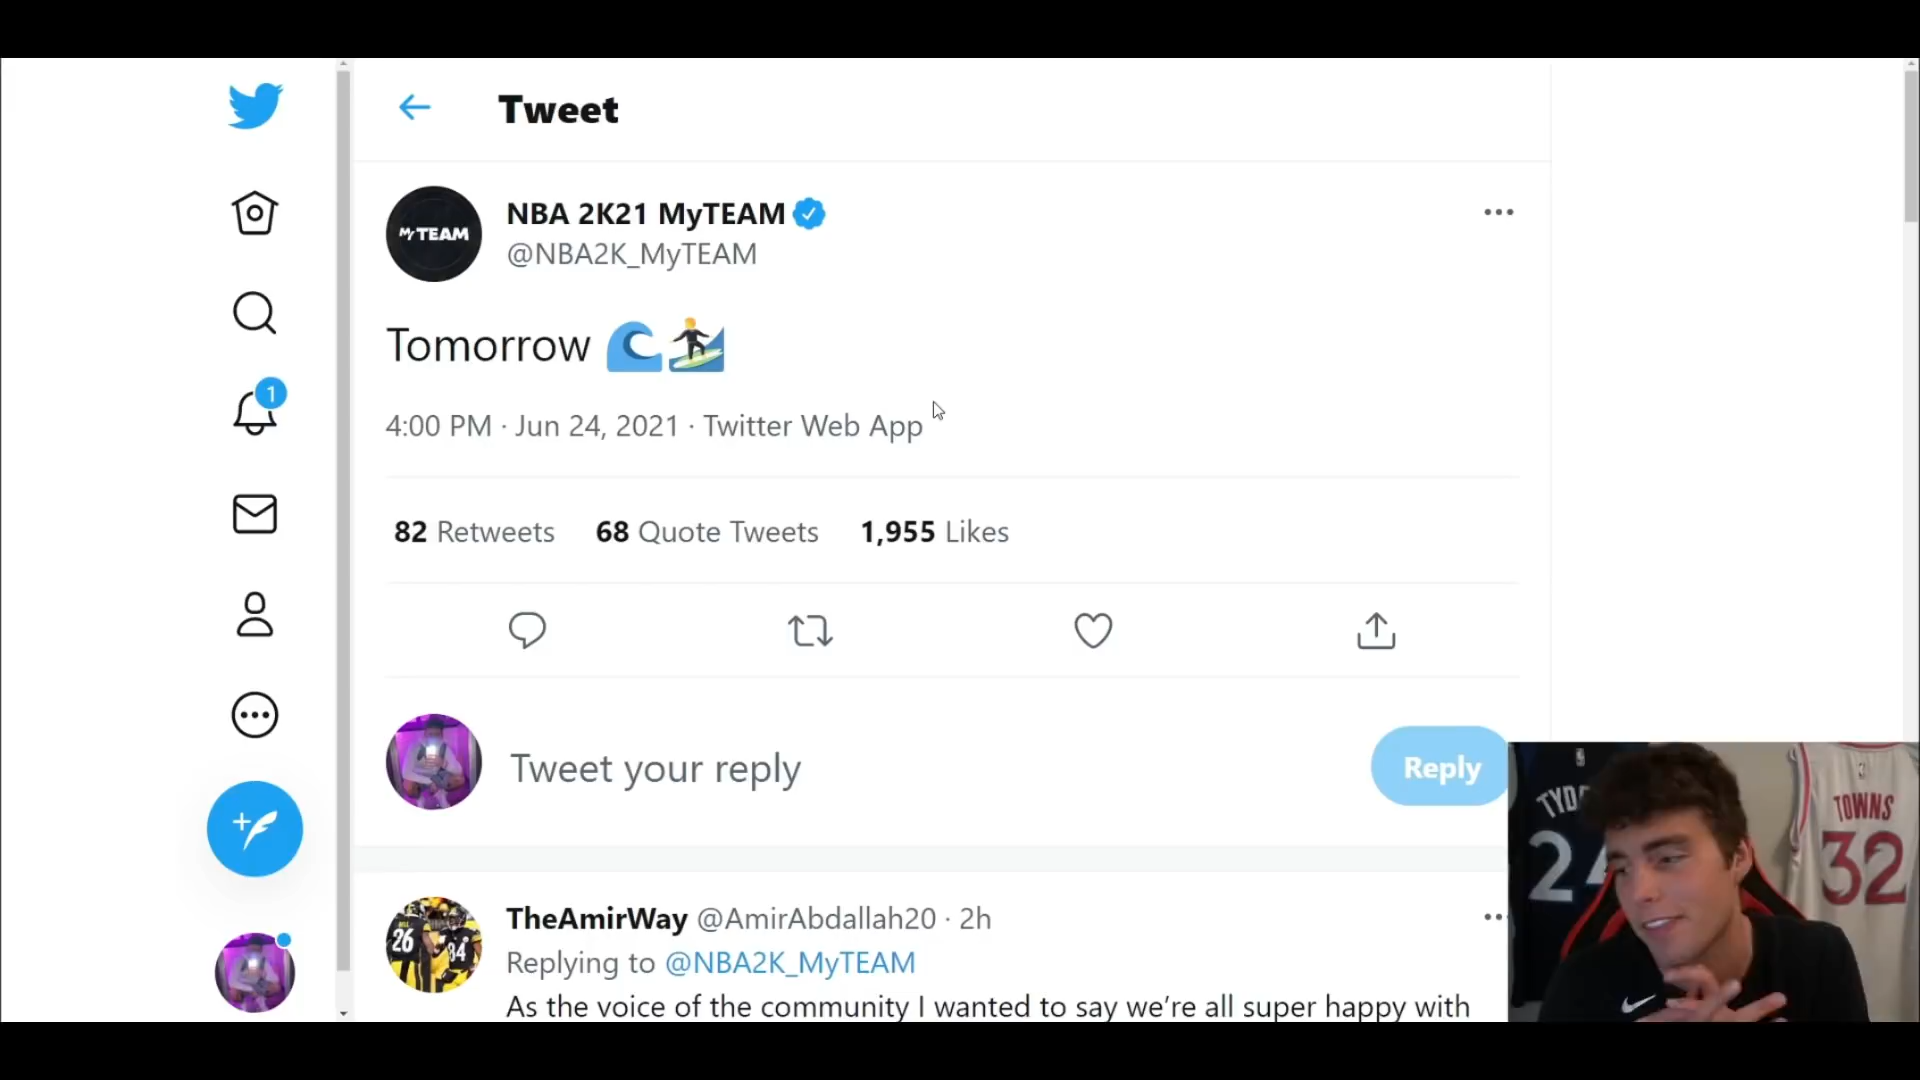 Tweet
NBA 2K21 MyTEAM
@NBA2K_MyTEAM
MyTEAM
Tomorrow 🌊🏄
1
4:00 PM · Jun 24, 2021 · Twitter Web App
82 Retweets 68 Quote Tweets 1,955 Likes
Tweet your reply
Reply
TOWNS
32
TheAmirWay @AmirAbdallah20 · 2h
26
84
Replying to @NBA2K_MyTEAM
As the voice of the community I wanted to say we’re all super happy with